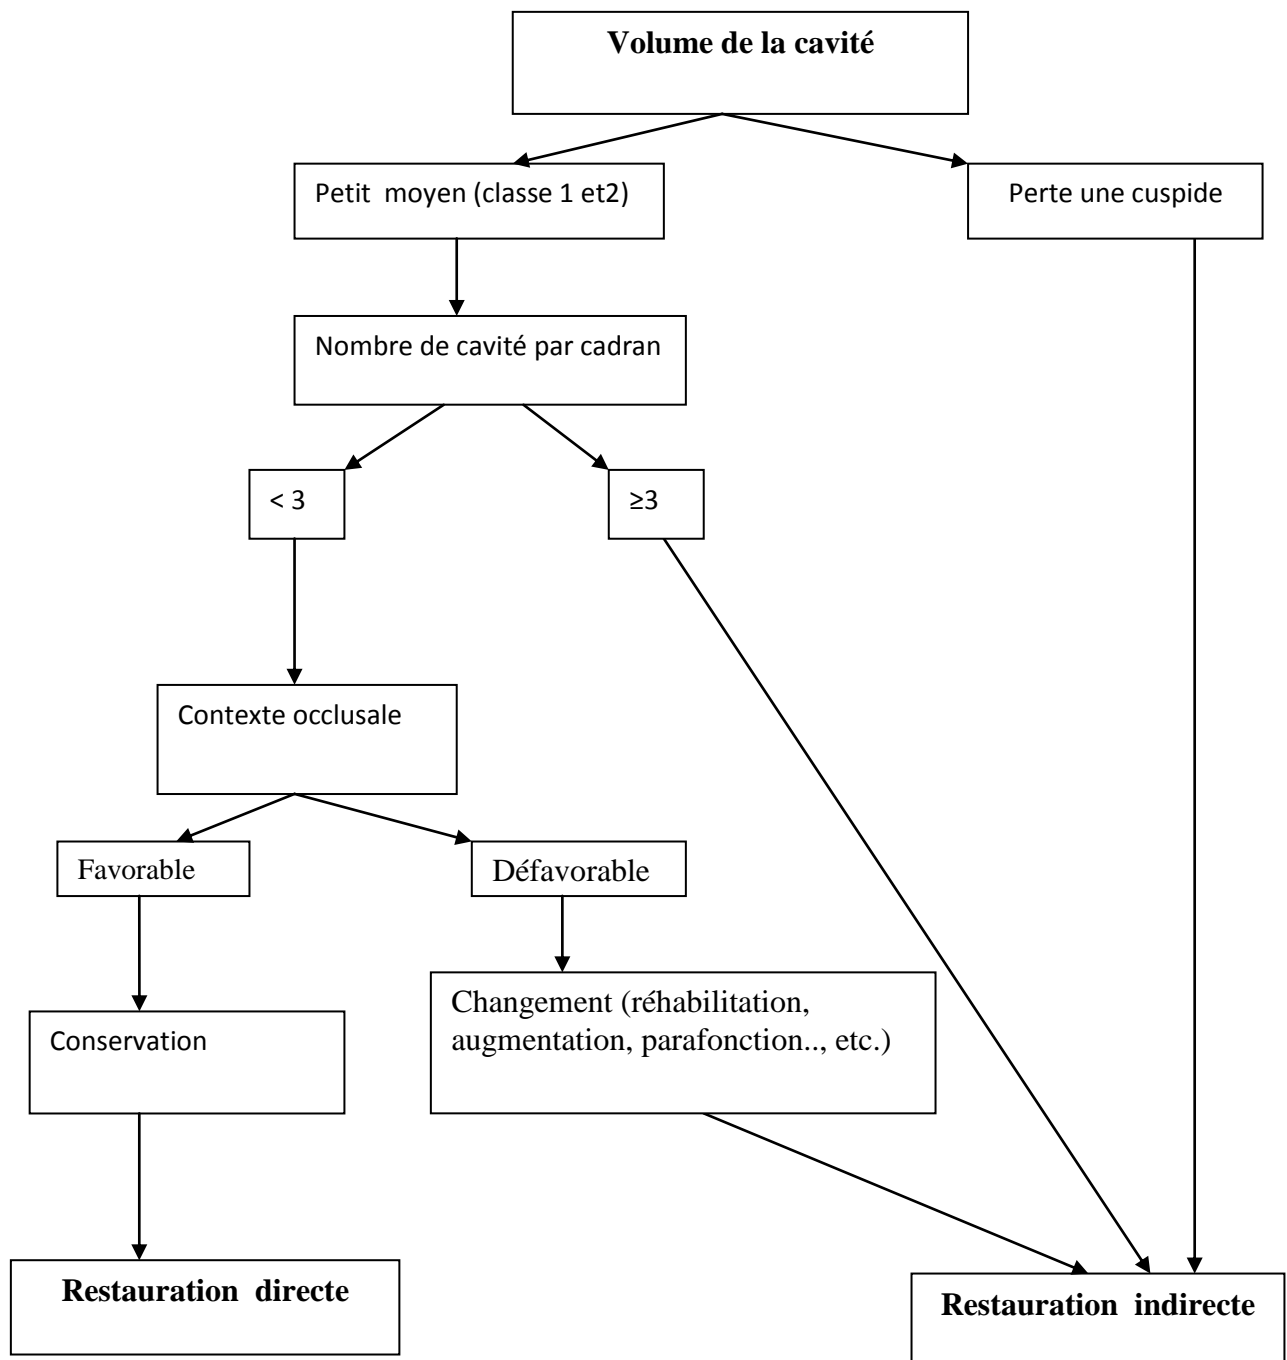 Volume de la cavité
Petit moyen (classe 1 et2)
Perte une cuspide
Nombre de cavité par cadran
< 3
≥3
Contexte occlusale
Favorable
Défavorable
Changement (réhabilitation,
augmentation, parafonction.., etc.)
Conservation
Restauration directe
Restauration indirecte